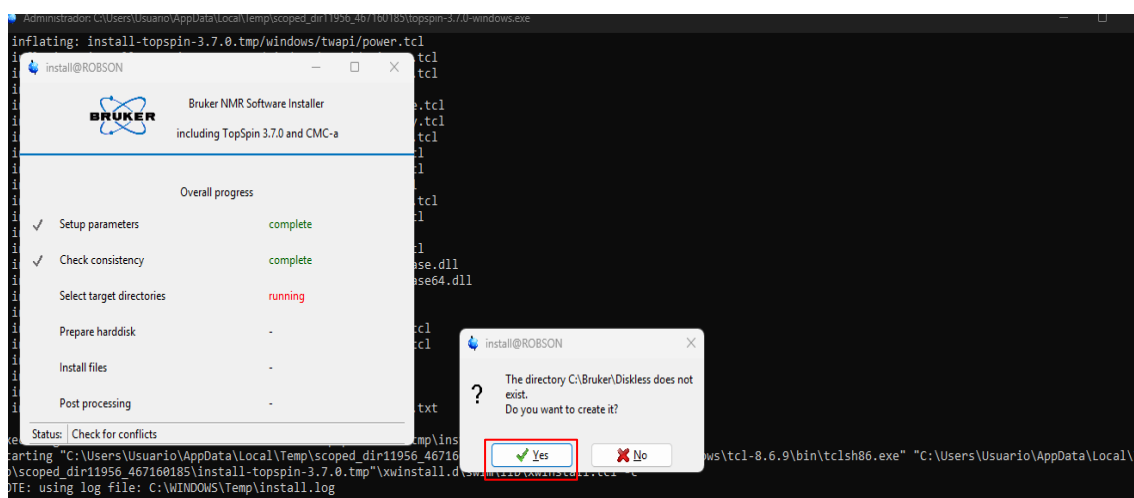 Administrador: C:\Users\Usuario\AppData\Local\Temp\scoped_dir11956_467160185\topspin-3.7.0-windows.exe
inflating: install-topspin-3.7.0.tmp/windows/twapi/power.tcl
install@ROBSON
BRUKER
Bruker NMR Software Installer
including TopSpin 3.7.0 and CMC-a
Overall progress
Setup parameters complete
Check consistency complete
Select target directories running
Prepare harddisk -
Install files -
Post processing -
Status: Check for conflicts
.tcl
.tcl
e.tcl
y.tcl
.tcl
.tcl
ase.dll
ase64.dll
.txt
install@ROBSON
The directory C:\Bruker\Diskless does not
exist.
Do you want to create it?
Yes No
tarting "C:\Users\Usuario\AppData\Local\Temp\scoped_dir11956_46716
ws\tcl-8.6.9\bin\tclsh86.exe" "C:\Users\Usuario\AppData\Local\
\scoped_dir11956_467160185\install-topspin-3.7.0.tmp"\xwinstall.d\swim\lib\xwinstall.tcl -t
OTE: using log file: C:\WINDOWS\Temp\install.log